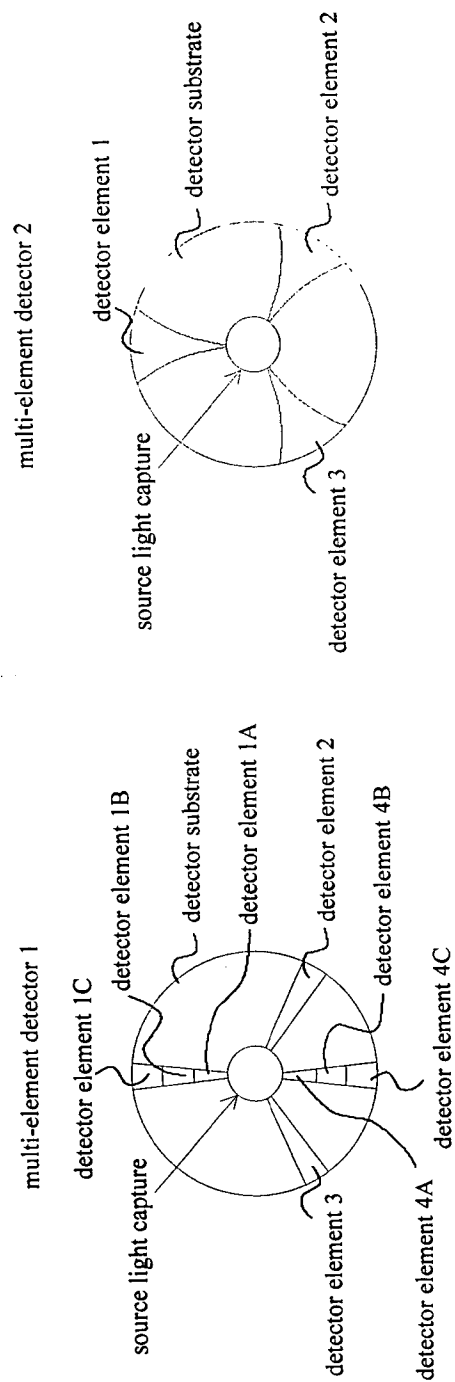 multi-element detector 1
detector element 1C
detector element 1B
detector substrate
detector element 1A
source light capture
detector element 2
detector element 3
detector element 4B
detector element 4C
detector element 4A
multi-element detector 2
detector element 1
detector substrate
source light capture
detector element 2
detector element 3